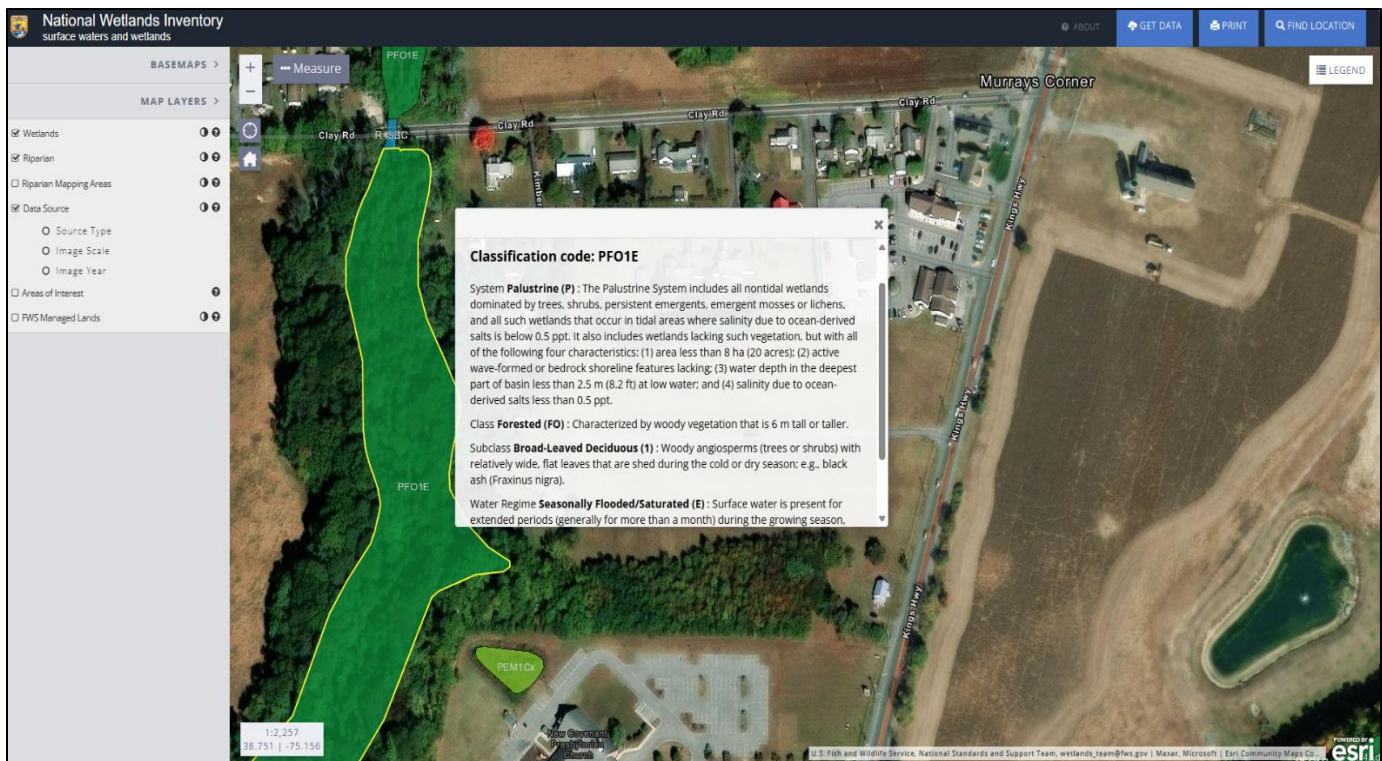 National Wetlands Inventory
surface waters and wetlands
ABOUT
GET DATA
PRINT
FIND LOCATION
BASEMAPS >
MAP LAYERS >
Wetlands
Riparian
Riparian Mapping Areas
Data Source
Source Type
Image Scale
Image Year
Areas of Interest
FWS Managed Lands
+
−
Measure
LEGEND
PFO1E
Murrays Corner
Clay Rd
R4SBC
Clay Rd
Clay Rd
Clay Rd
Kings Hwy
Classification code: PFO1E
System Palustrine (P) : The Palustrine System includes all nontidal wetlands
dominated by trees, shrubs, persistent emergents, emergent mosses or lichens,
and all such wetlands that occur in tidal areas where salinity due to ocean-derived
salts is below 0.5 ppt. It also includes wetlands lacking such vegetation, but with all
of the following four characteristics: (1) area less than 8 ha (20 acres); (2) active
wave-formed or bedrock shoreline features lacking; (3) water depth in the deepest
part of basin less than 2.5 m (8.2 ft) at low water; and (4) salinity due to ocean-
derived salts less than 0.5 ppt.
Class Forested (FO) : Characterized by woody vegetation that is 6 m tall or taller.
Subclass Broad-Leaved Deciduous (1) : Woody angiosperms (trees or shrubs) with
relatively wide, flat leaves that are shed during the cold or dry season; e.g., black
ash (Fraxinus nigra).
Water Regime Seasonally Flooded/Saturated (E) : Surface water is present for
extended periods (generally for more than a month) during the growing season,
Kings Hwy
PFO1E
Kings Hwy
PEM1Cx
New Covenant
Presbyterian
Church
1:2,257
38.751 | -75.156
U.S. Fish and Wildlife Service, National Standards and Support Team, wetlands_team@fws.gov | Maxar, Microsoft | Esri Community Maps Co...
POWERED BY
esri